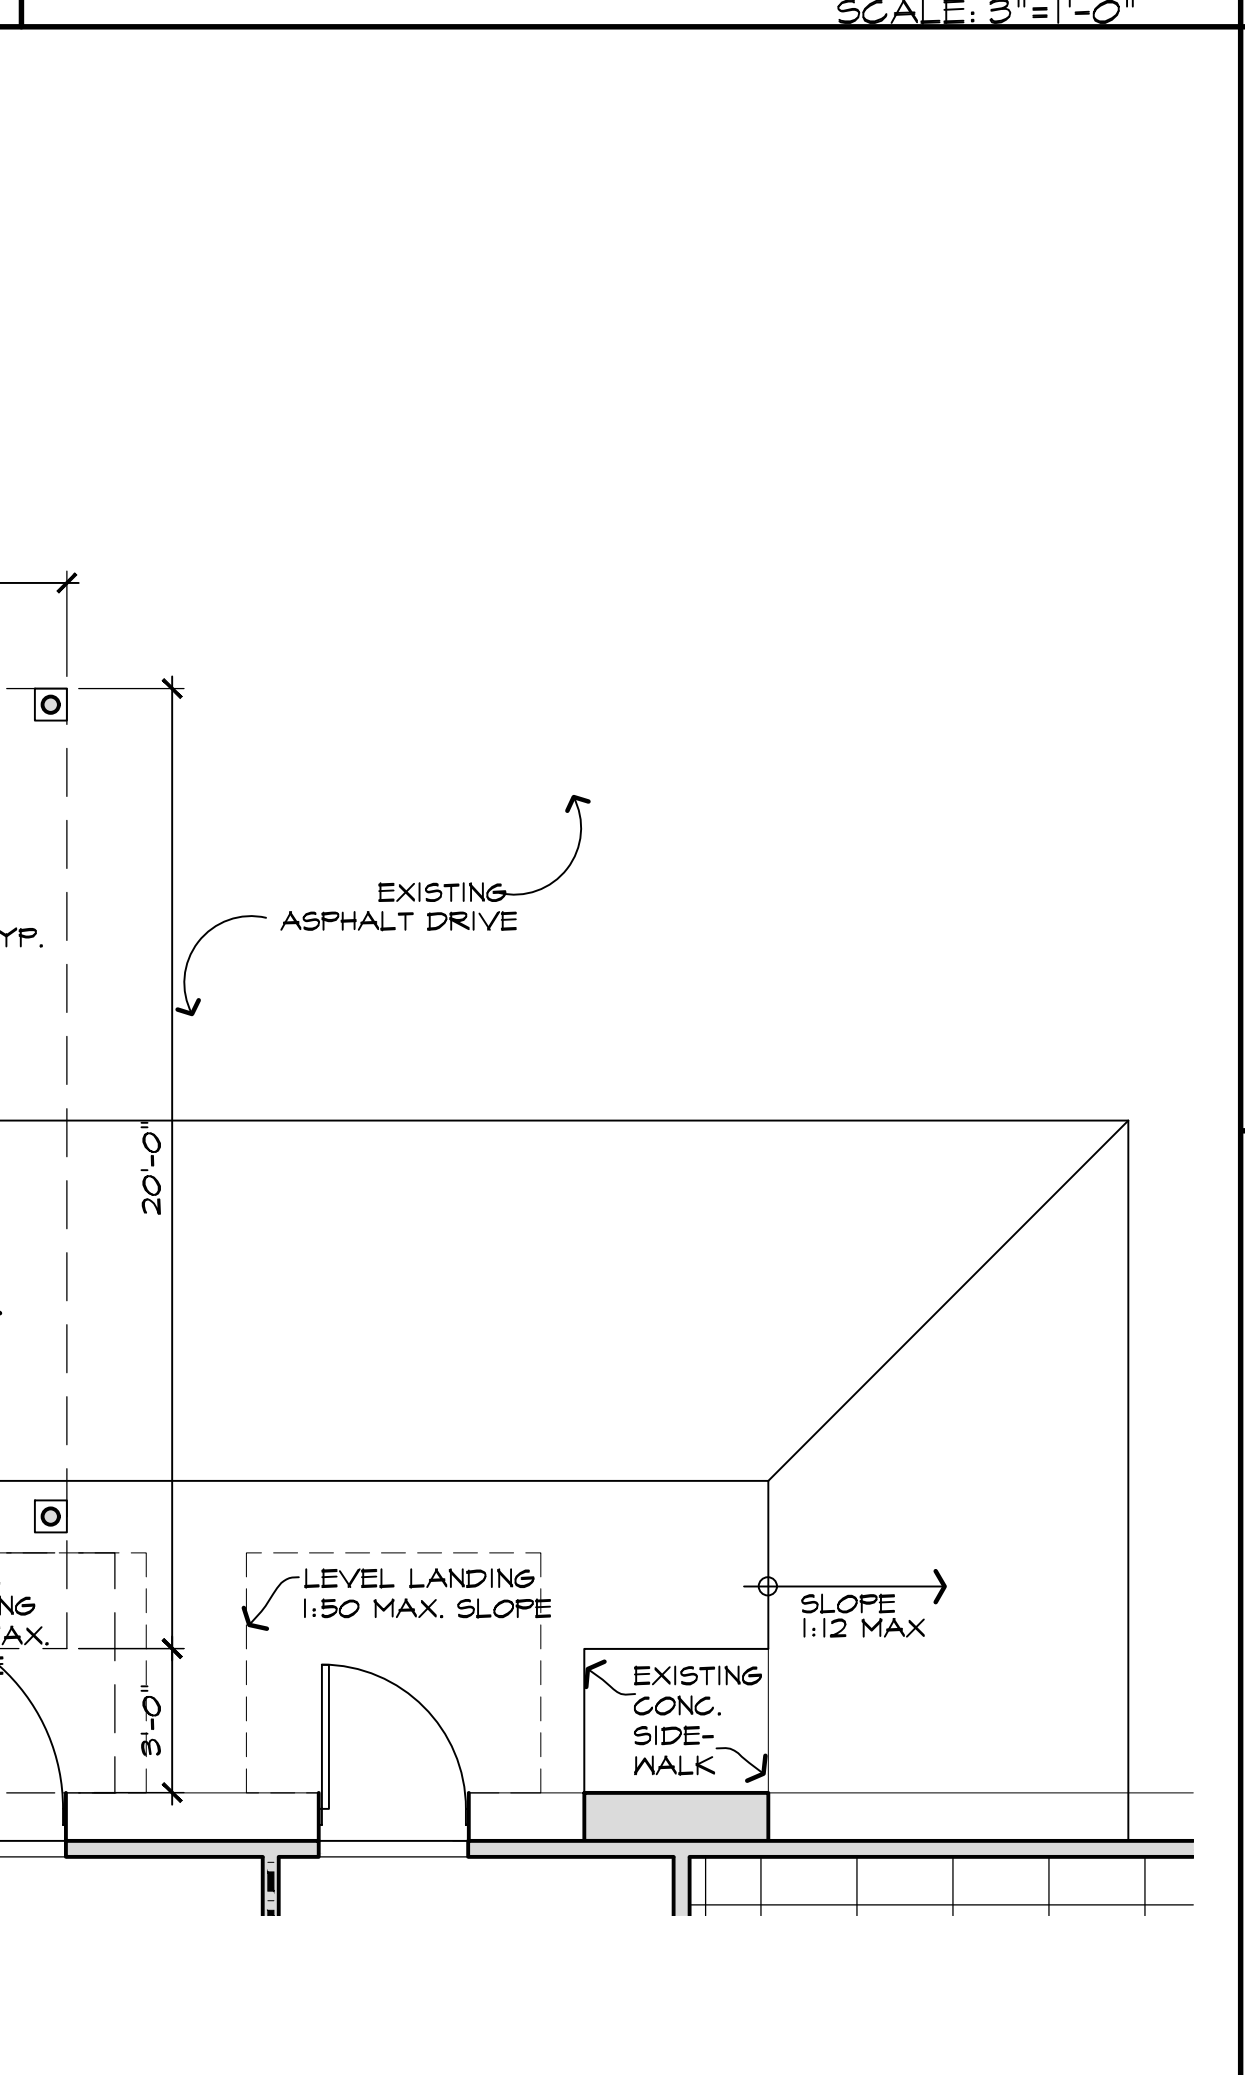 SCALE: 3"=1'-0"
EXISTING
ASPHALT DRIVE
YP.
20'-0"
LEVEL LANDING
1:50 MAX. SLOPE
NG
AX.
SLOPE
1:12 MAX
EXISTING
CONC.
SIDE-
WALK
3'-0"